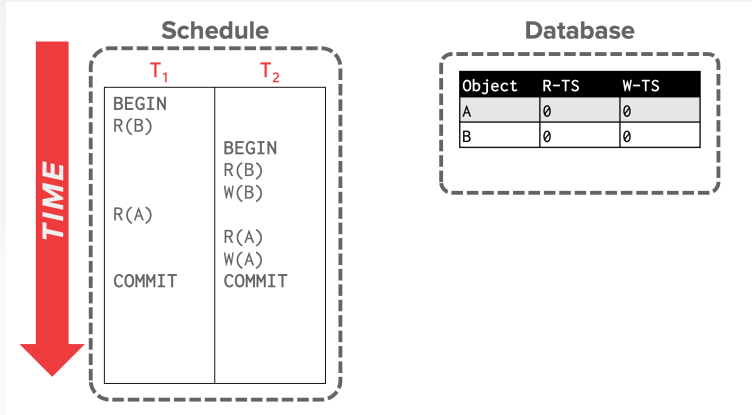 Schedule
Database
TIME
T1 T2
BEGIN
R(B)
BEGIN
R(B)
W(B)
R(A)
R(A)
W(A)
COMMIT COMMIT
Object R-TS W-TS
A 0 0
B 0 0